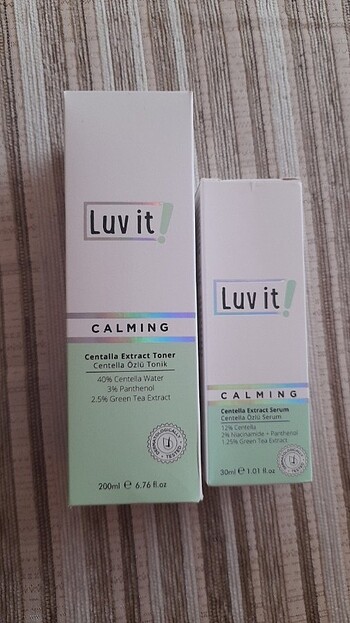 Luv it!
CALMING
Centalla Extract Toner
Centella Özlü Tonik
40% Centella Water
3% Panthenol
2.5% Green Tea Extract
200ml ℮ 6.76 fl.oz
Luv it!
CALMING
Centella Extract Serum
Centella Özlü Serum
12% Centella
2% Niacinamide + Panthenol
1.25% Green Tea Extract
30ml ℮ 1.01 fl.oz